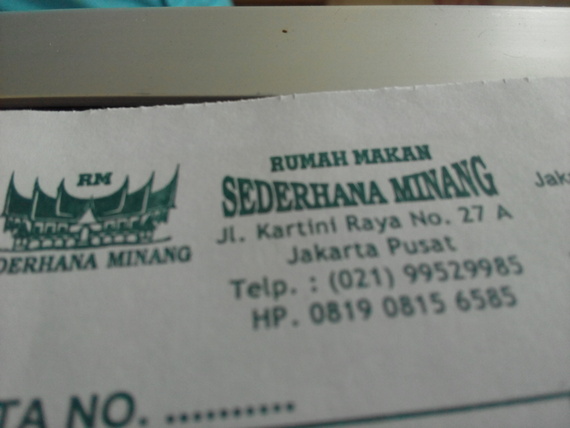 RM
DERHANA MINANG
RUMAH MAKAN
SEDERHANA MINANG
Jl. Kartini Raya No. 27 A
Jakarta Pusat
Telp. : (021) 99529985
HP. 0819 0815 6585
Jak
TA NO. ..........